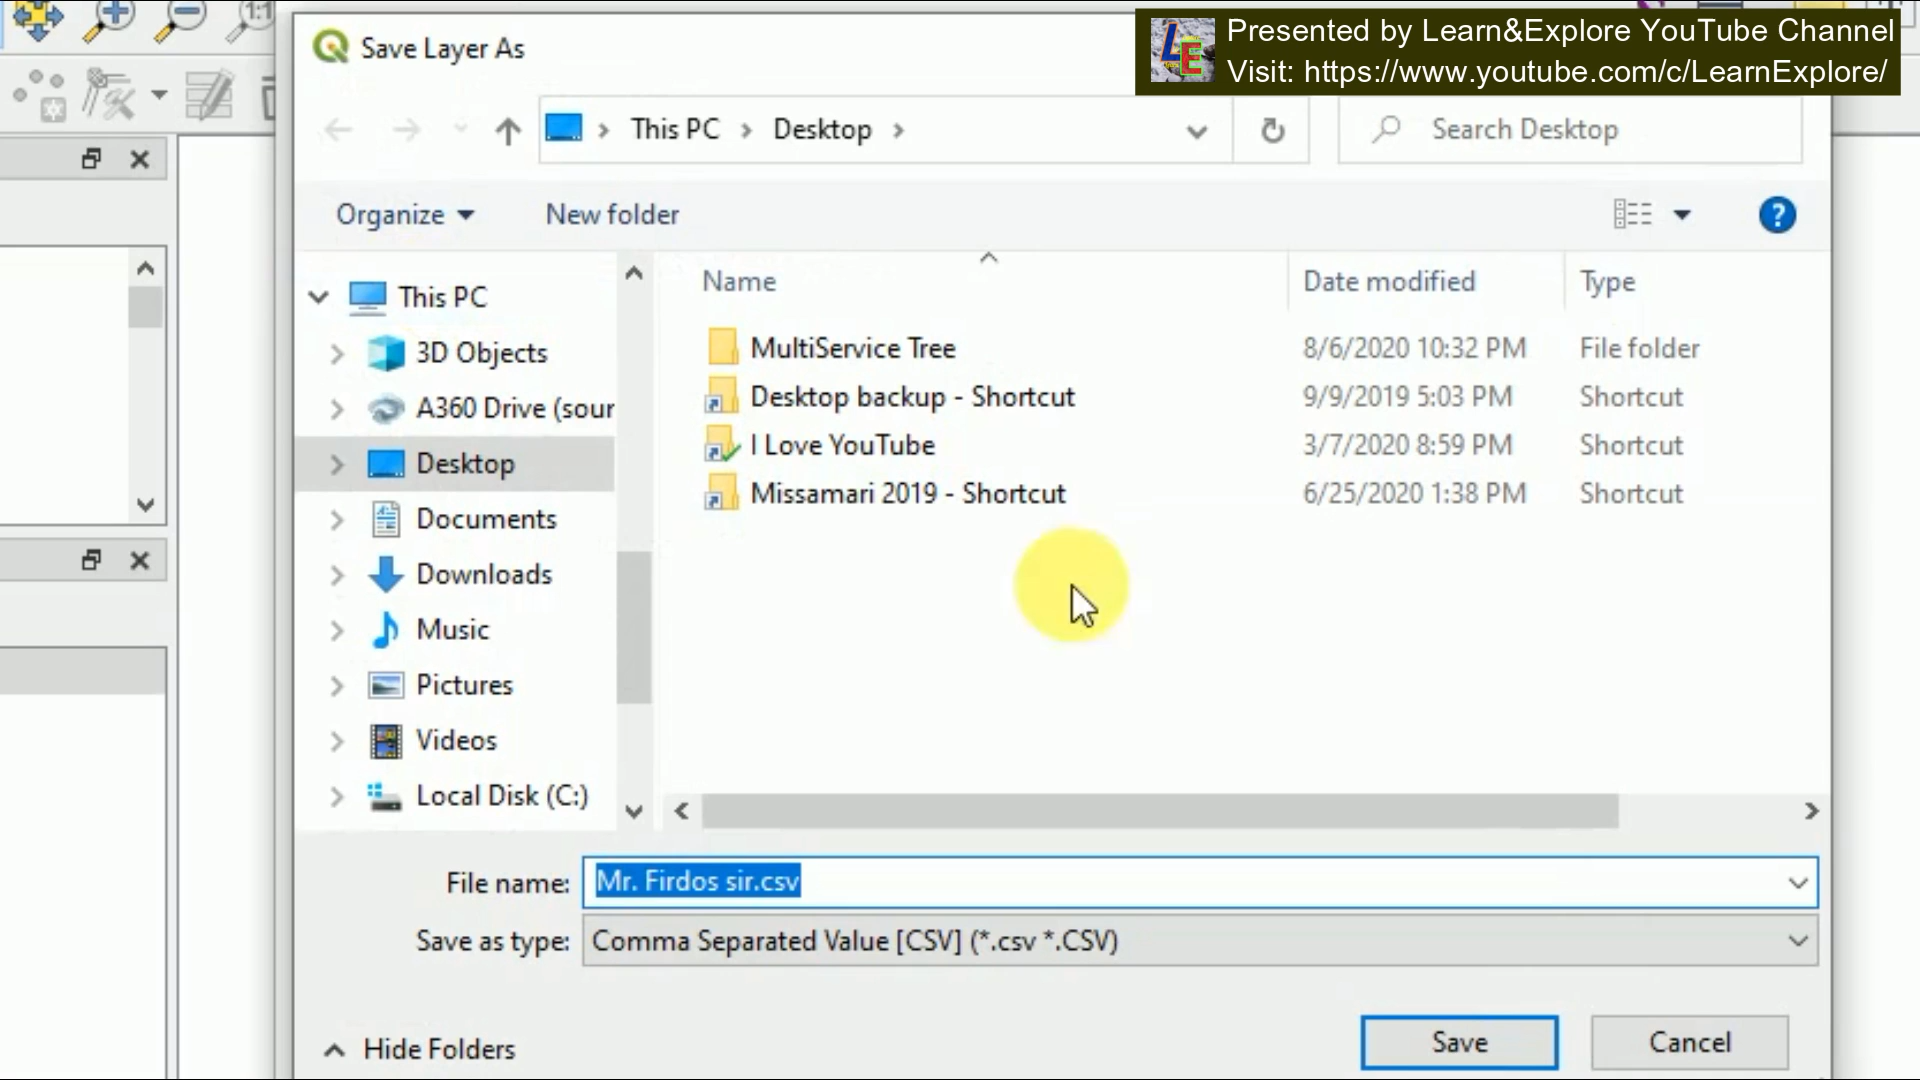 1:1
Save Layer As
Presented by Learn&Explore YouTube Channel
Visit: https://www.youtube.com/c/LearnExplore/
LE
This PC
Desktop
Search Desktop
Organize
New folder
?
This PC
3D Objects
A360 Drive (sour
Desktop
Documents
Downloads
Music
Pictures
Videos
Local Disk (C:)
Name Date modified Type
MultiService Tree 8/6/2020 10:32 PM File folder
Desktop backup - Shortcut 9/9/2019 5:03 PM Shortcut
I Love YouTube 3/7/2020 8:59 PM Shortcut
Missamari 2019 - Shortcut 6/25/2020 1:38 PM Shortcut
File name: Mr. Firdos sir.csv
Save as type: Comma Separated Value [CSV] (*.csv *.CSV)
Hide Folders
Save
Cancel